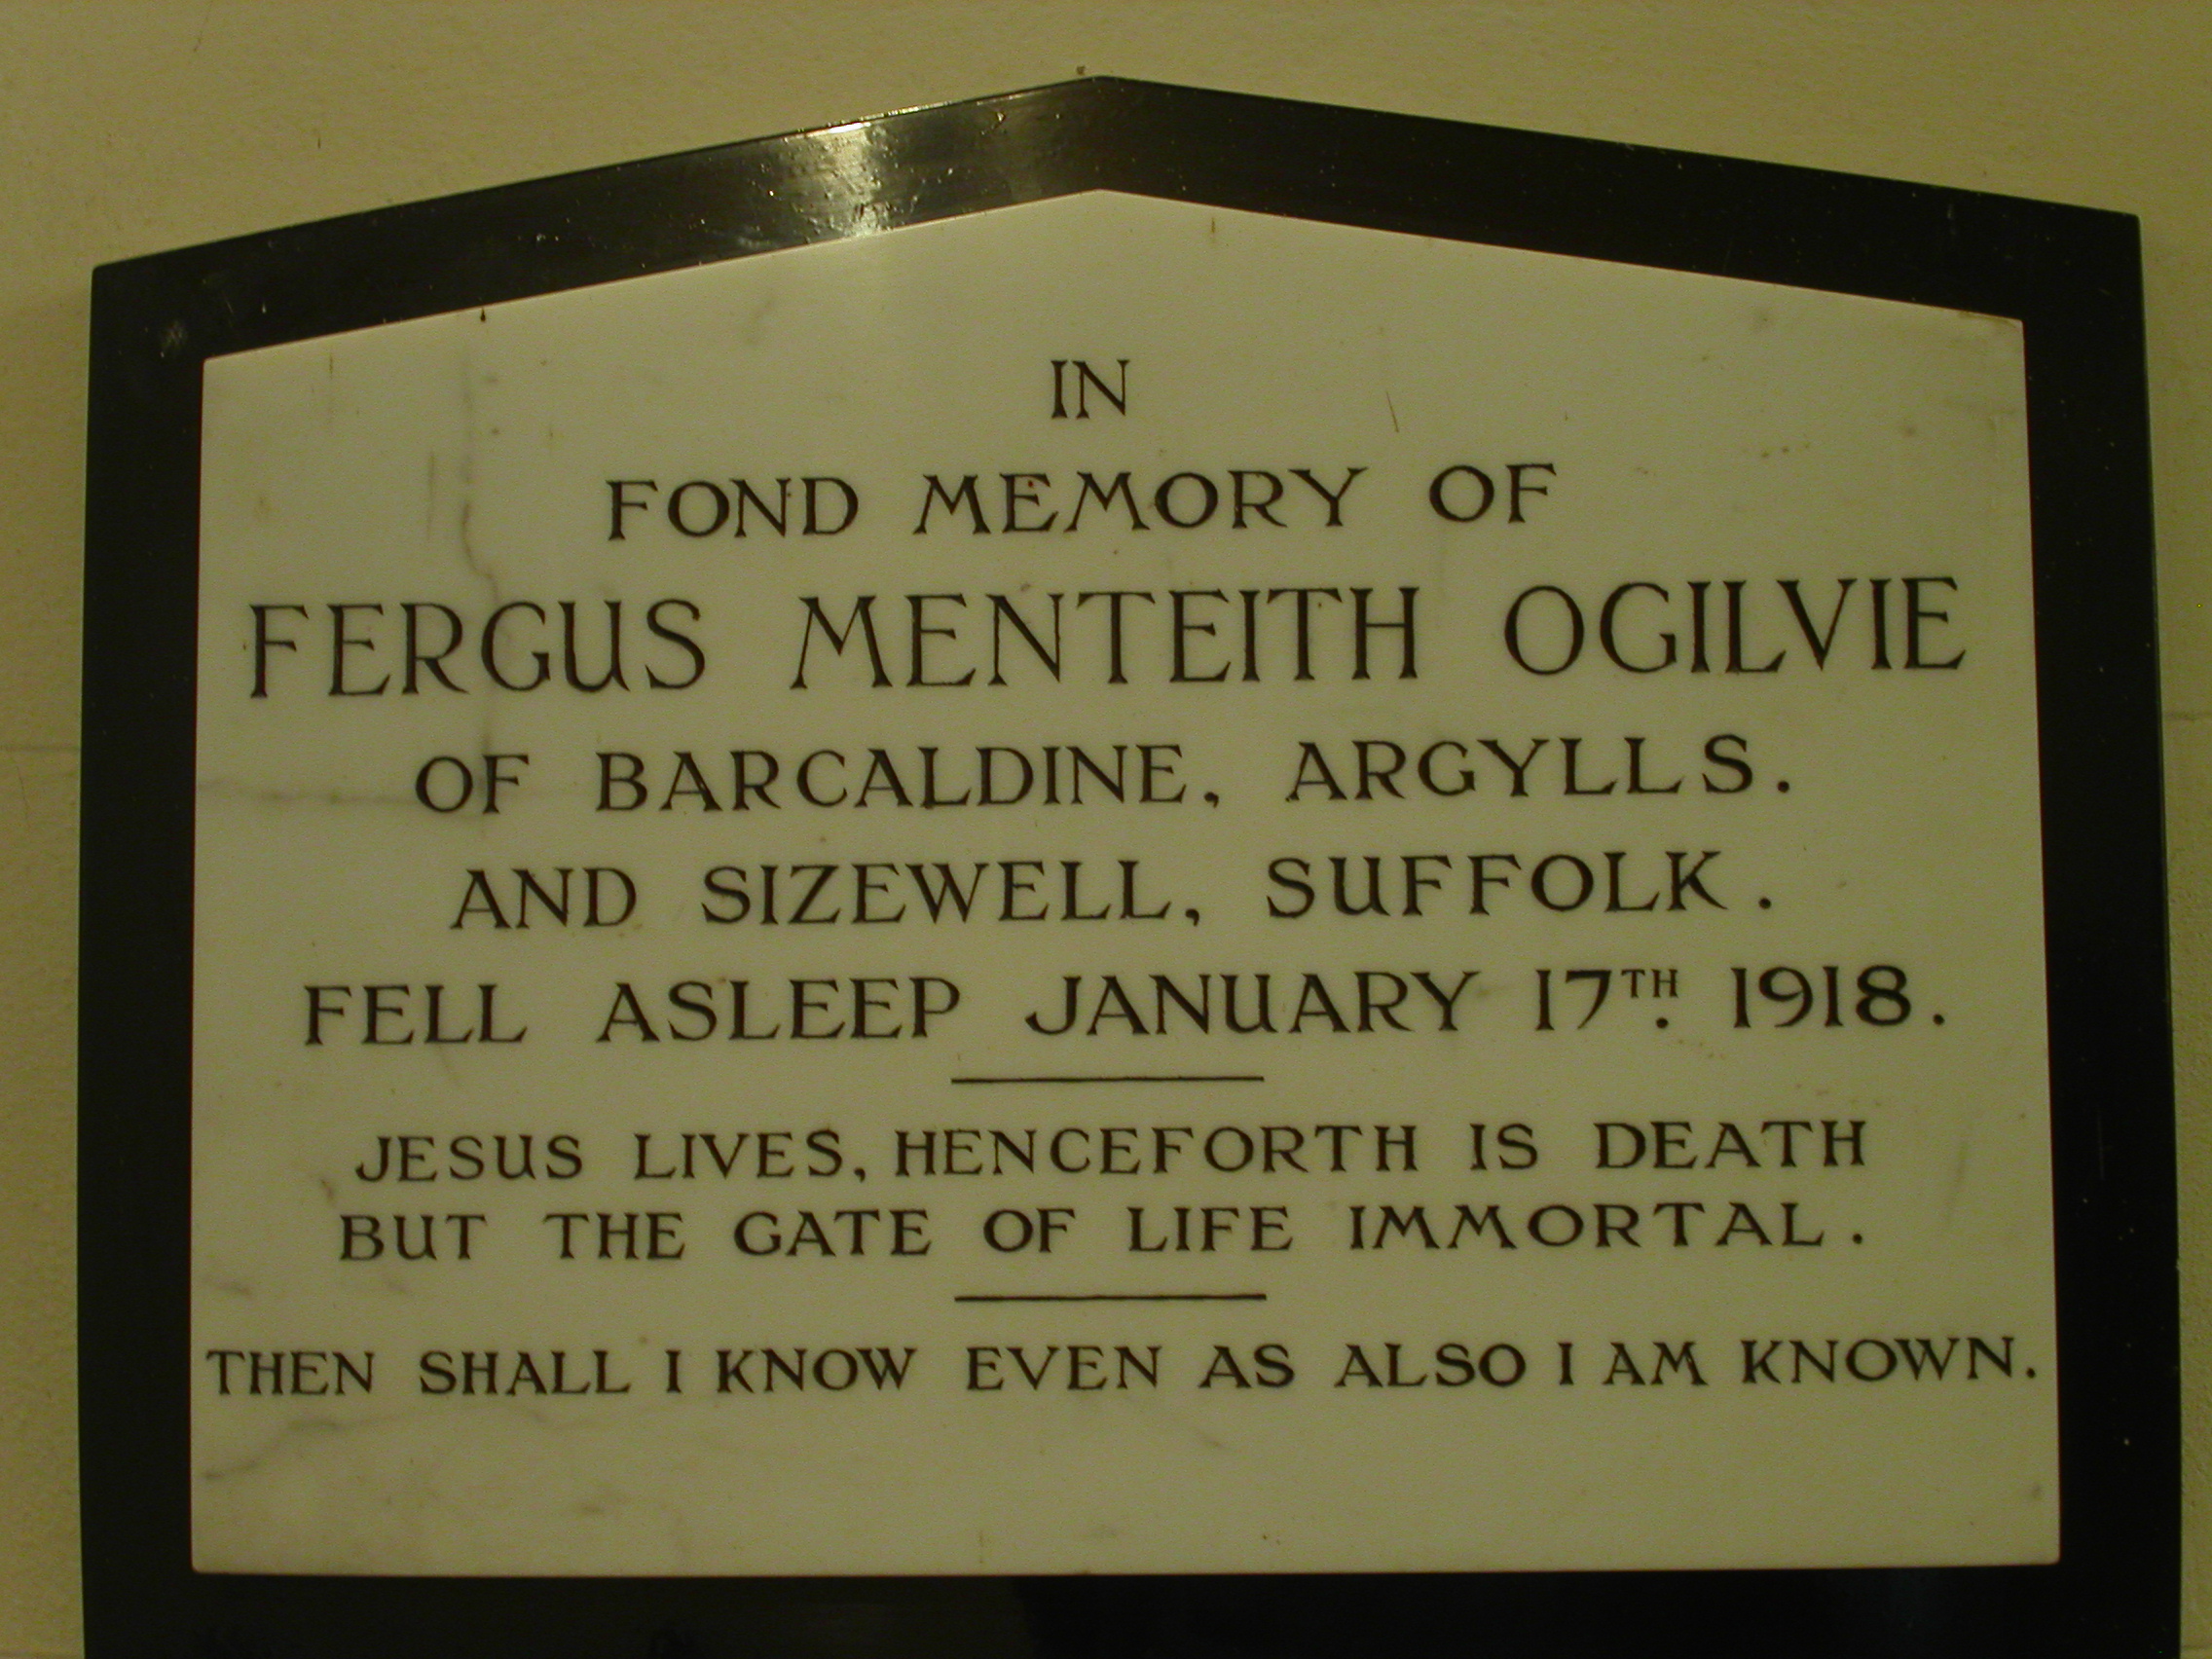 IN
FOND MEMORY OF
FERGUS MENTEITH OGILVIE
OF BARCALDINE, ARGYLLS.
AND SIZEWELL, SUFFOLK.
FELL ASLEEP JANUARY 17TH. 1918.
JESUS LIVES, HENCEFORTH IS DEATH
BUT THE GATE OF LIFE IMMORTAL.
THEN SHALL I KNOW EVEN AS ALSO I AM KNOWN.